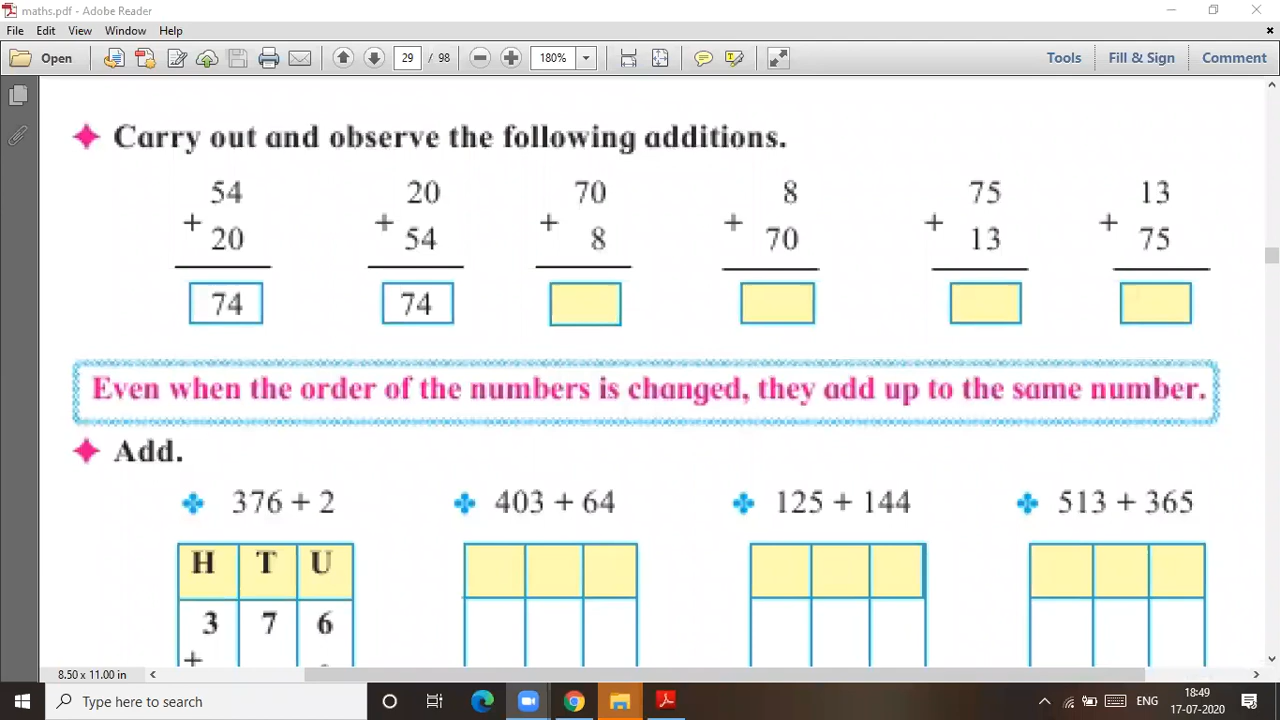 maths.pdf - Adobe Reader
File Edit View Window Help
Open 29 / 98 180% Tools Fill & Sign Comment
Carry out and observe the following additions.
54 20 70 8 75 13
+ + + + + +
20 54 8 70 13 75
74 74
Even when the order of the numbers is changed, they add up to the same number.
Add.
376 + 2 403 + 64 125 + 144 513 + 365
H T U
3 7 6
+
8.50 x 11.00 in
Type here to search ENG 18:49
17-07-2020